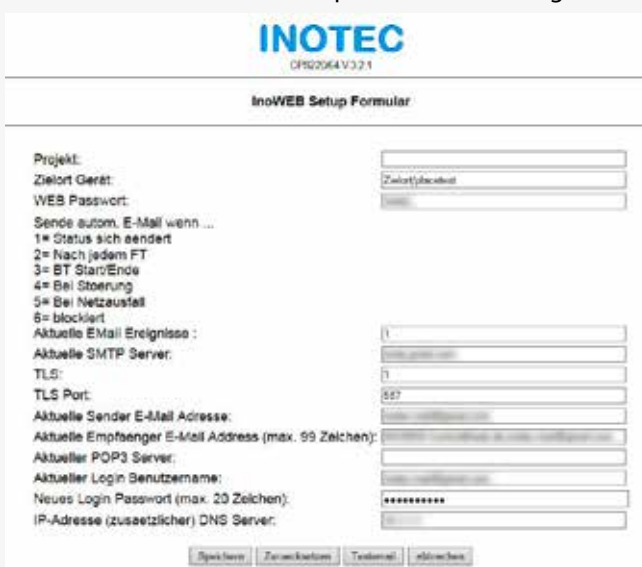 INOTEC
InoWEB Setup Formular
Projekt:
Zielort Gerät: Zielort/placetext
WEB Passwort:
Sende autom. E-Mail wenn ...
1= Status sich aendert
2= Nach jedem FT
3= BT Start/Ende
4= Bei Stoerung
5= Bei Netzausfall
6= blockiert
Aktuelle EMail Ereignisse : 1
Aktuelle SMTP Server:
TLS: 1
TLS Port: 587
Aktuelle Sender E-Mail Adresse:
Aktuelle Empfaenger E-Mail Address (max. 99 Zeichen):
Aktueller POP3 Server:
Aktueller Login Benutzername:
Neues Login Passwort (max. 20 Zeichen): ••••••••••
IP-Adresse (zusaetzlicher) DNS Server:
Speichern Zuruecksetzen Testemail abbrechen